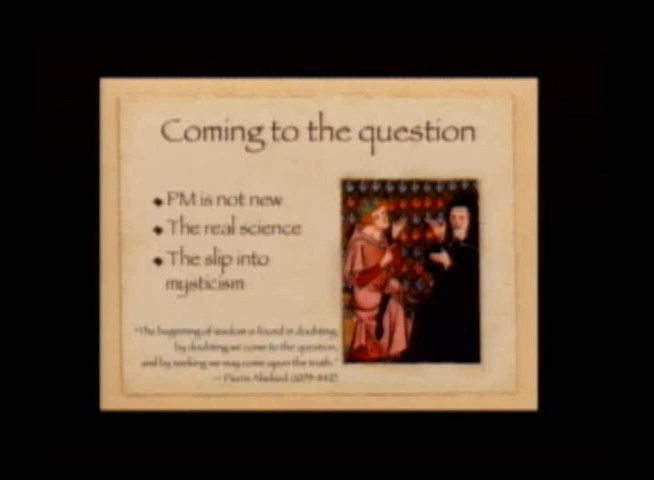 Coming to the question
• PM is not new
• The real science
• The slip into
mysticism
"The beginning of wisdom is found in doubting;
by doubting we come to the question,
and by seeking we may come upon the truth."
— Pierre Abelard (1079-1142)